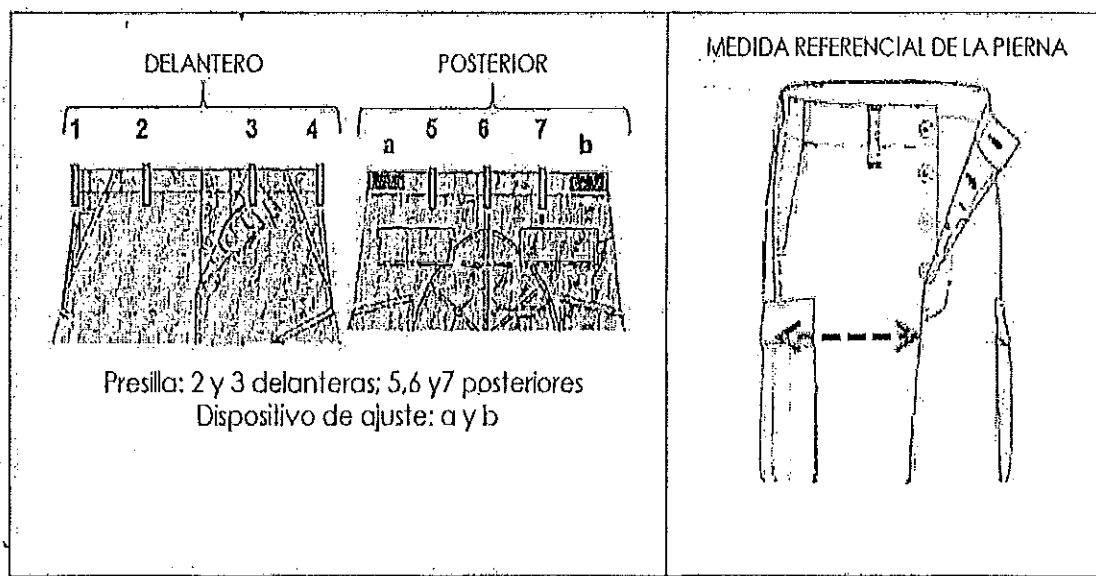 DELANTERO
POSTERIOR
1 2 3 4
a 5 6 7 b
Presilla: 2 y 3 delanteras; 5,6 y7 posteriores
Dispositivo de ajuste: a y b
MEDIDA REFERENCIAL DE LA PIERNA